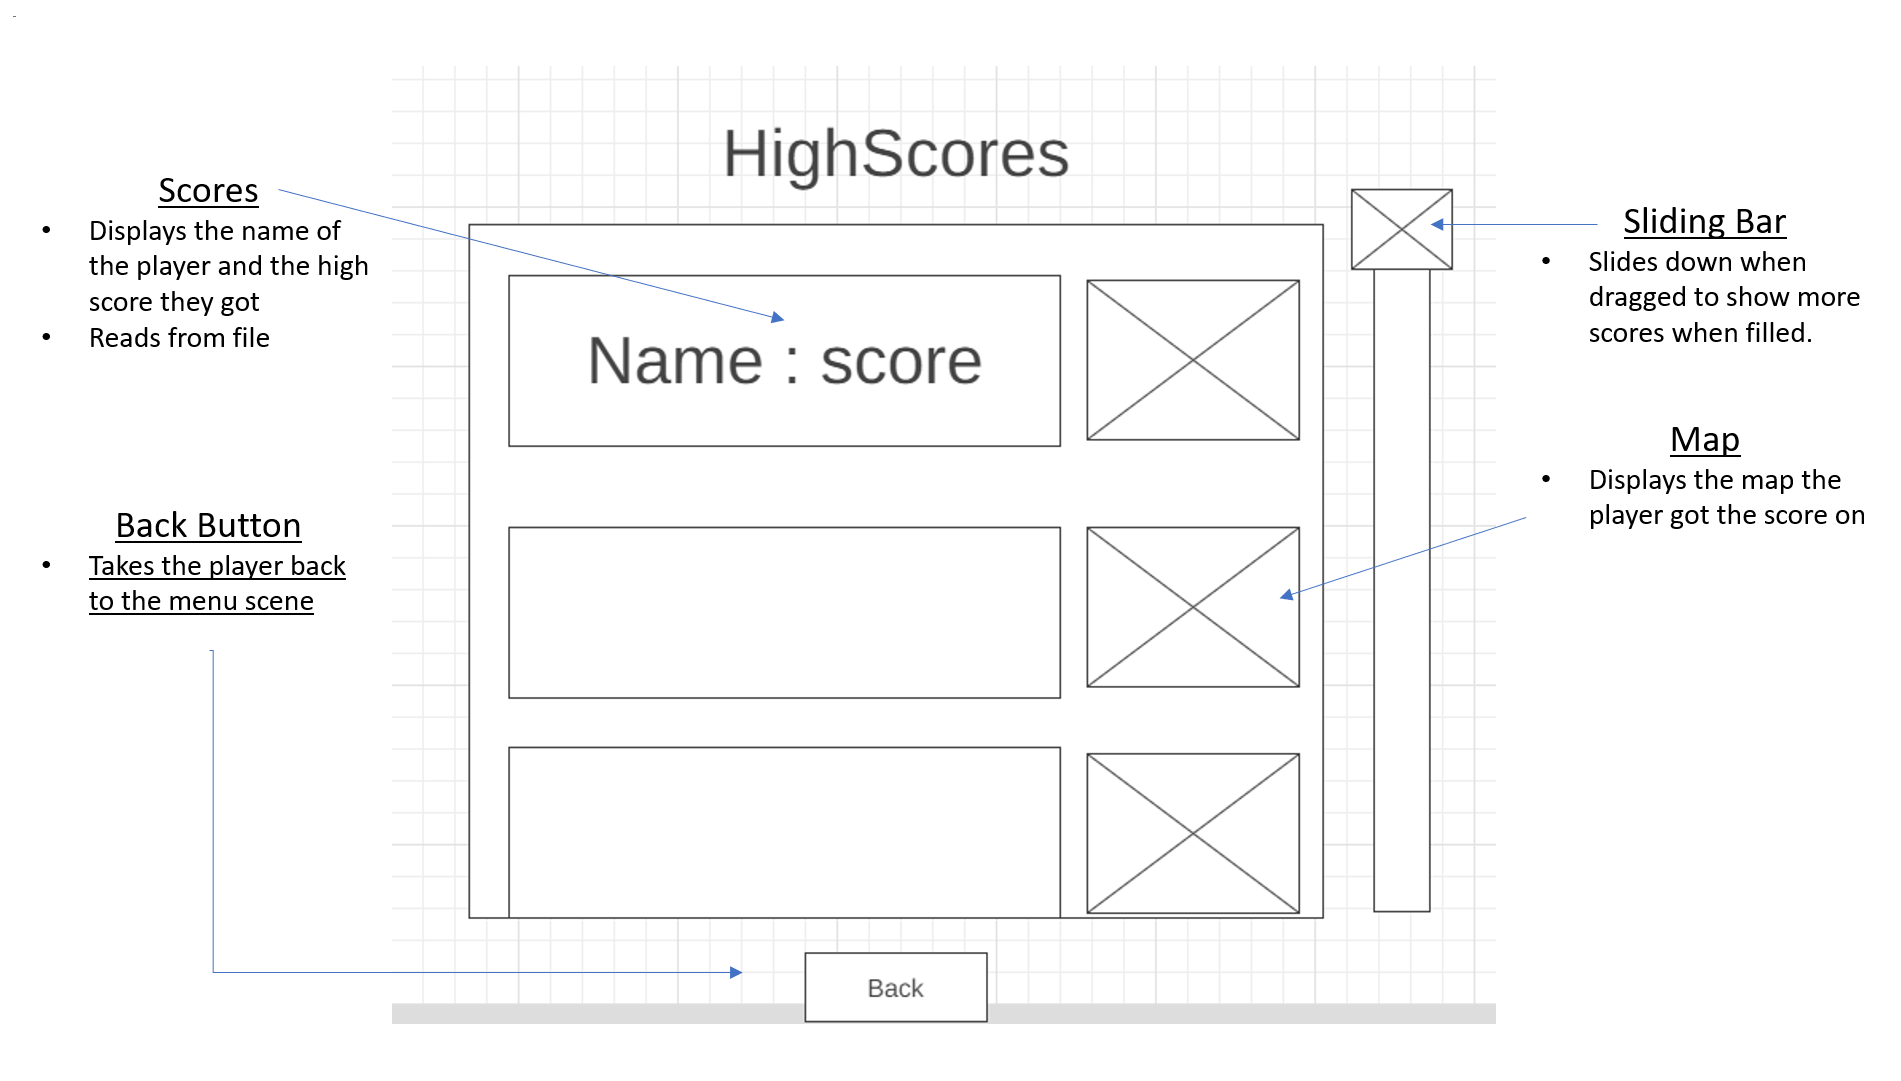 HighScores
Scores
• Displays the name of
the player and the high
score they got
• Reads from file
Back Button
• Takes the player back
to the menu scene
Name : score
Back
Sliding Bar
• Slides down when
dragged to show more
scores when filled.
Map
• Displays the map the
player got the score on